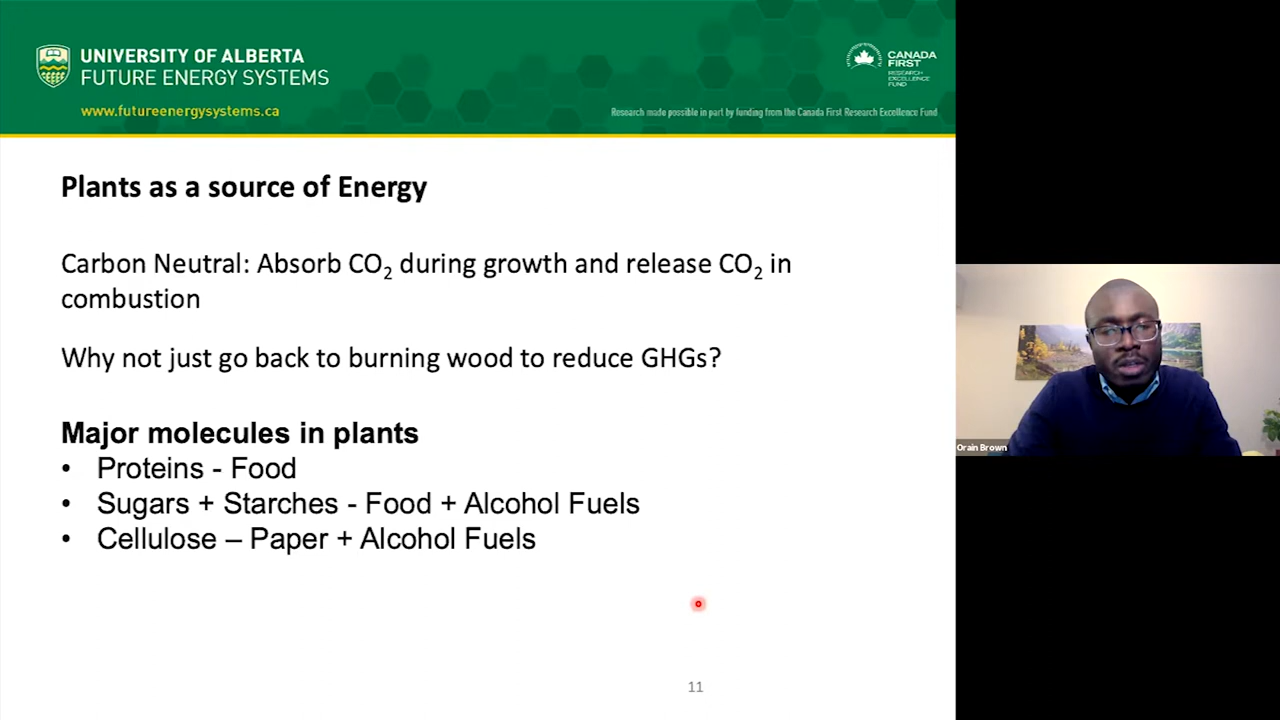 UNIVERSITY OF ALBERTA
FUTURE ENERGY SYSTEMS
www.futureenergysystems.ca
CANADA
FIRST
RESEARCH
EXCELLENCE
FUND
Research made possible in part by funding from the Canada First Research Excellence Fund
Plants as a source of Energy
Carbon Neutral: Absorb CO₂ during growth and release CO₂ in
combustion
Why not just go back to burning wood to reduce GHGs?
Major molecules in plants
• Proteins - Food
• Sugars + Starches - Food + Alcohol Fuels
• Cellulose – Paper + Alcohol Fuels
11
Orain Brown